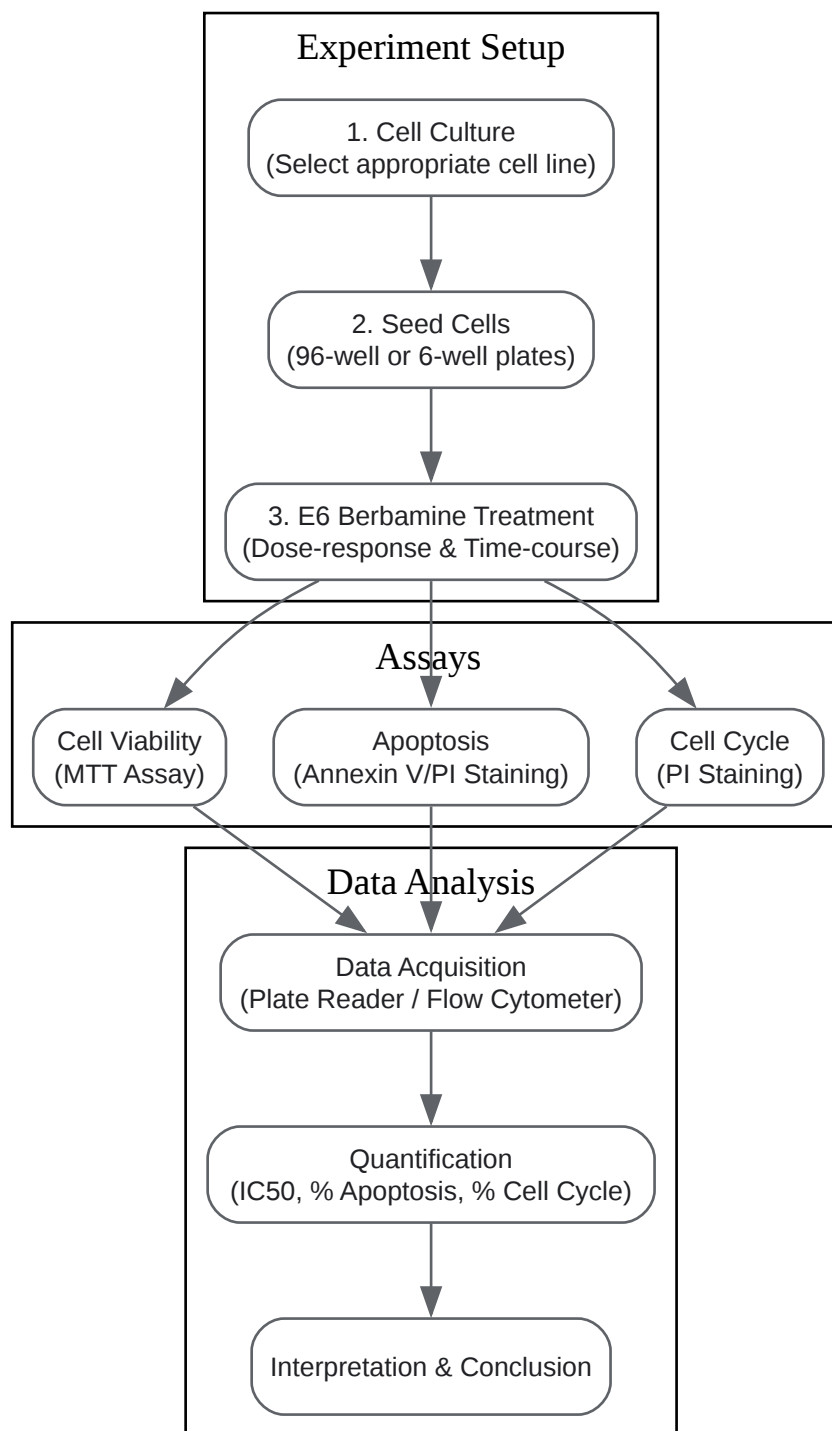 Experiment Setup
1. Cell Culture
(Select appropriate cell line)
2. Seed Cells
(96-well or 6-well plates)
3. E6 Berbamine Treatment
(Dose-response & Time-course)
Assays
Cell Viability
(MTT Assay)
Apoptosis
(Annexin V/PI Staining)
Cell Cycle
(PI Staining)
Data Analysis
Data Acquisition
(Plate Reader / Flow Cytometer)
Quantification
(IC50, % Apoptosis, % Cell Cycle)
Interpretation & Conclusion